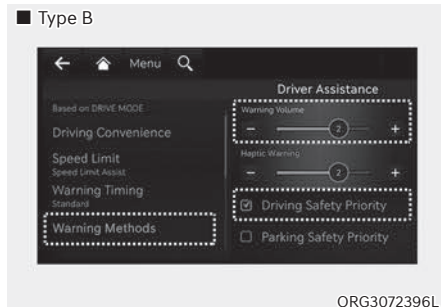 ■ Type B
Menu
Driver Assistance
Based on DRIVE MODE
Driving Convenience
Speed Limit
Speed Limit Assist
Warning Timing
Standard
Warning Methods
Warning Volume
- 2 +
Haptic Warning
- 2 +
Driving Safety Priority
Parking Safety Priority
ORG3072396L